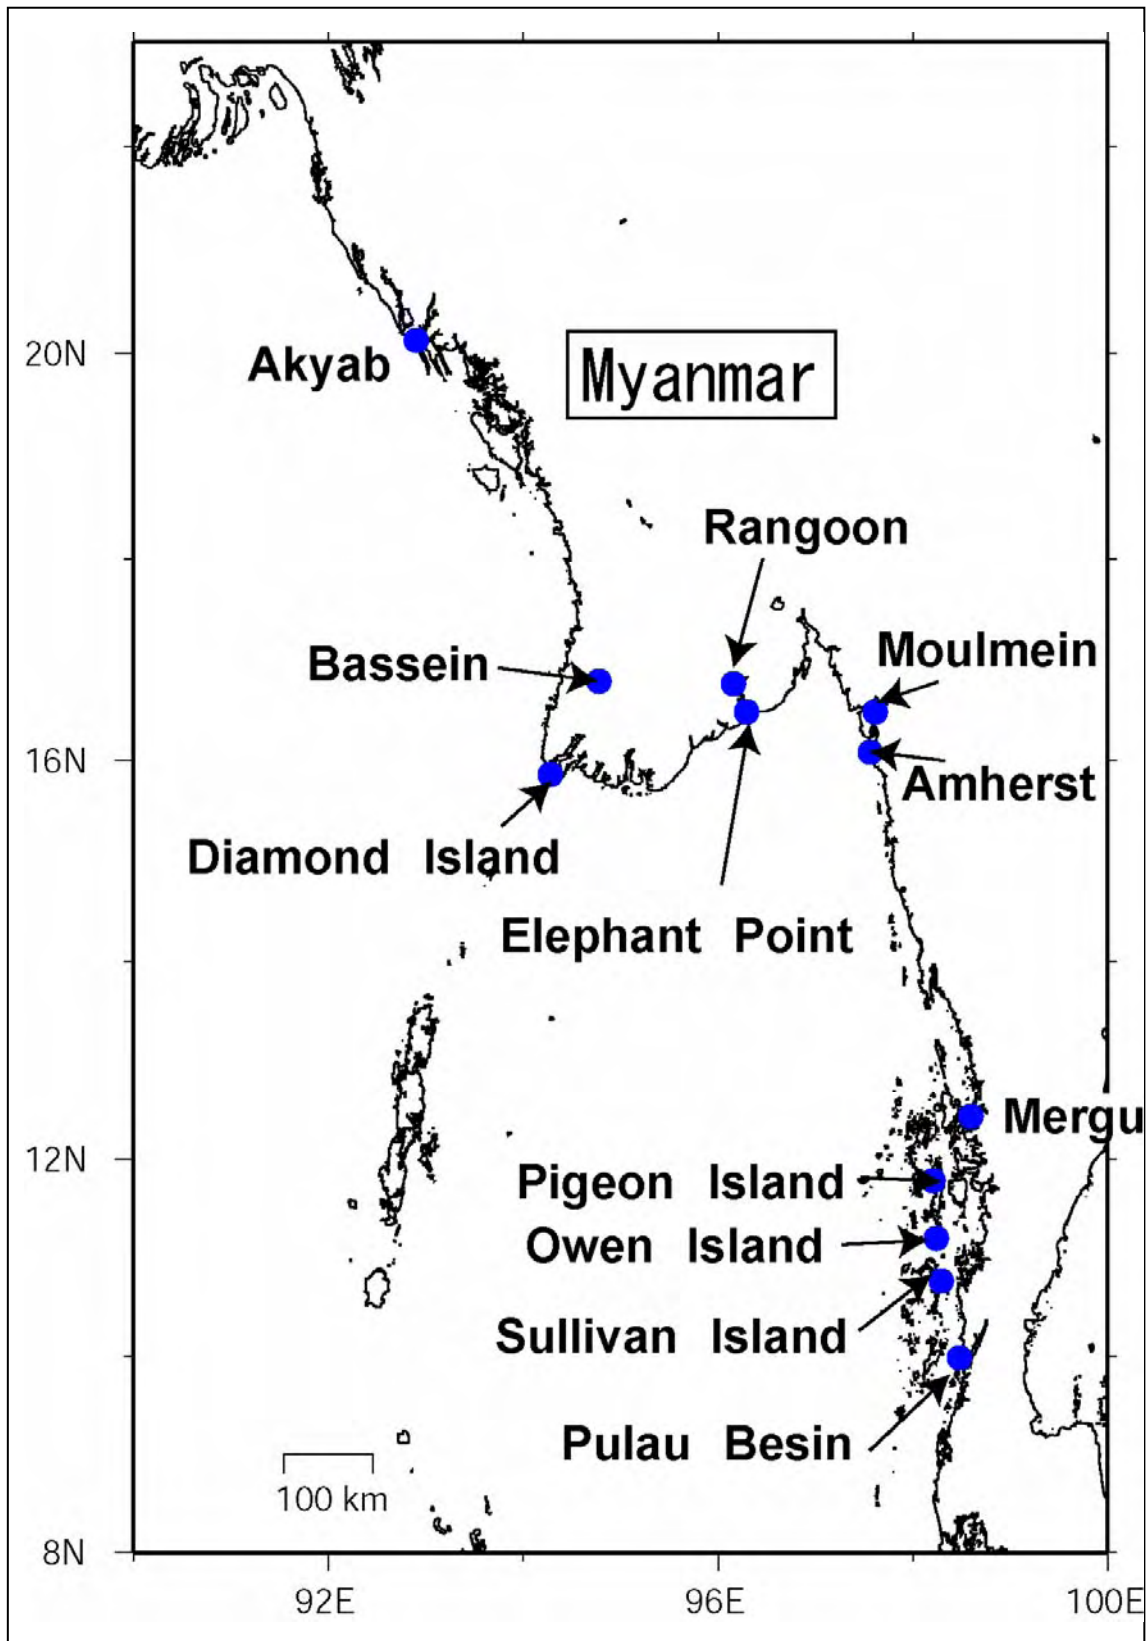 20N
Akyab
Myanmar
Rangoon
Bassein
Moulmein
16N
Amherst
Diamond Island
Elephant Point
Mergu
12N
Pigeon Island
Owen Island
Sullivan Island
Pulau Besin
100 km
8N
92E
96E
100E